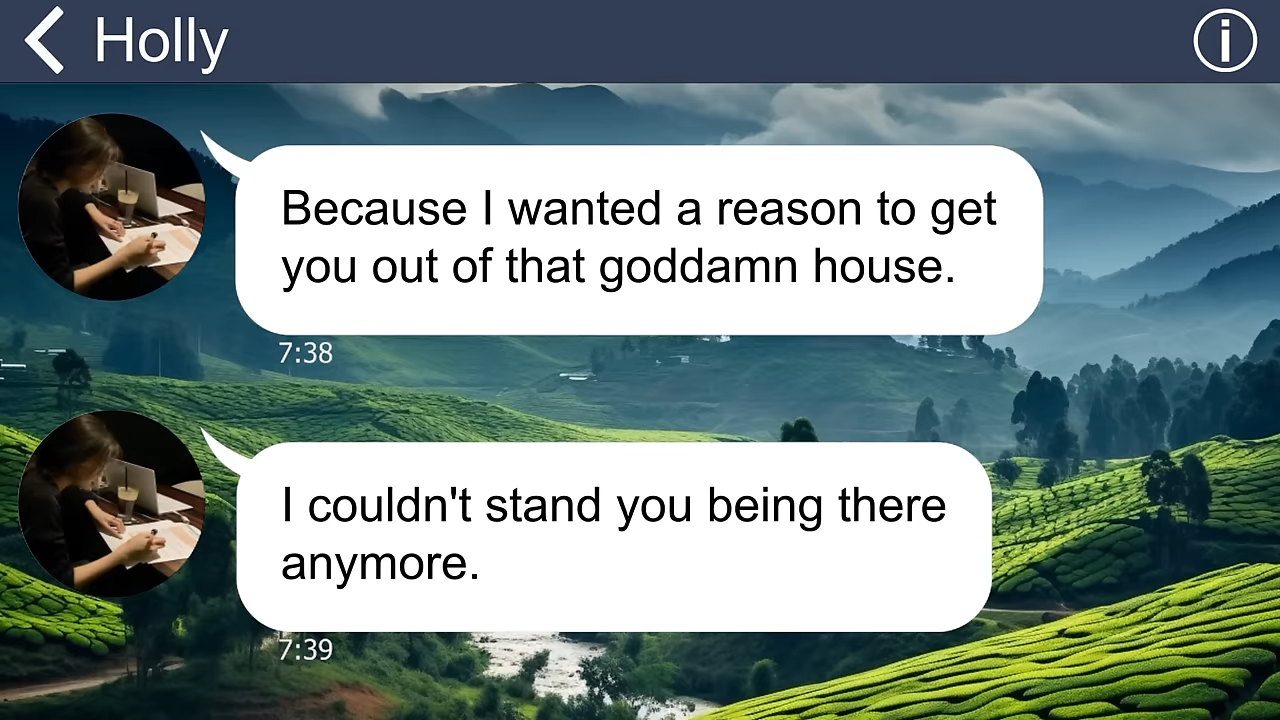 Holly
Because I wanted a reason to get
you out of that goddamn house.
7:38
I couldn't stand you being there
anymore.
7:39